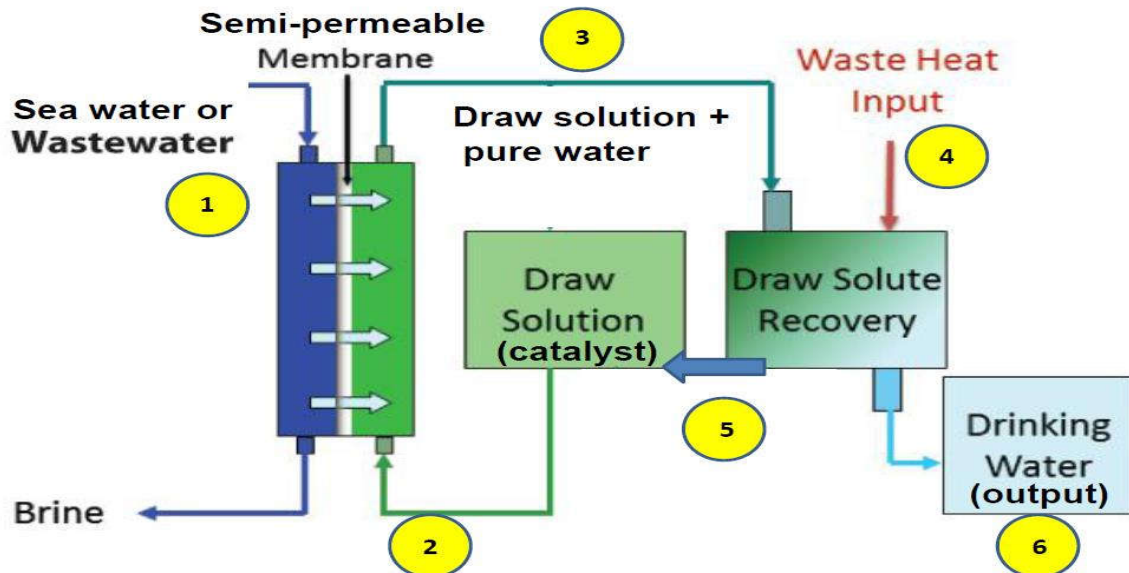 Semi-permeable
Membrane
3
Waste Heat
Input
Sea water or
Wastewater
Draw solution +
pure water
4
1
Draw
Solution
(catalyst)
Draw Solute
Recovery
5
Drinking
Water
(output)
Brine
2
6